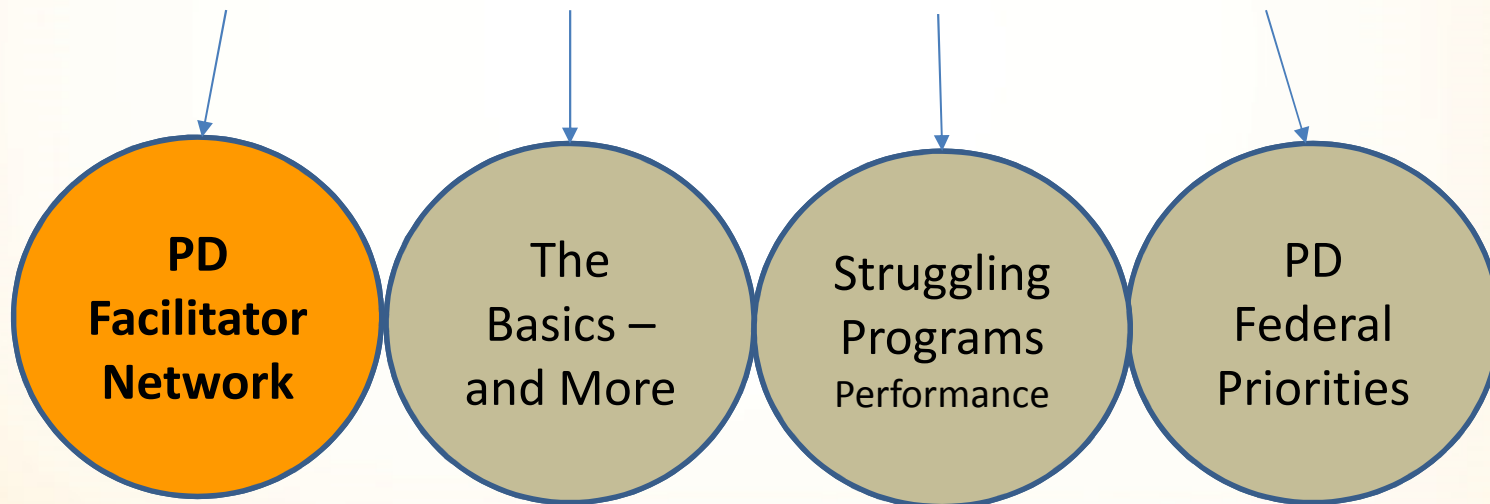 PD
Facilitator
Network
The
Basics –
and More
Struggling
Programs
Performance
PD
Federal
Priorities